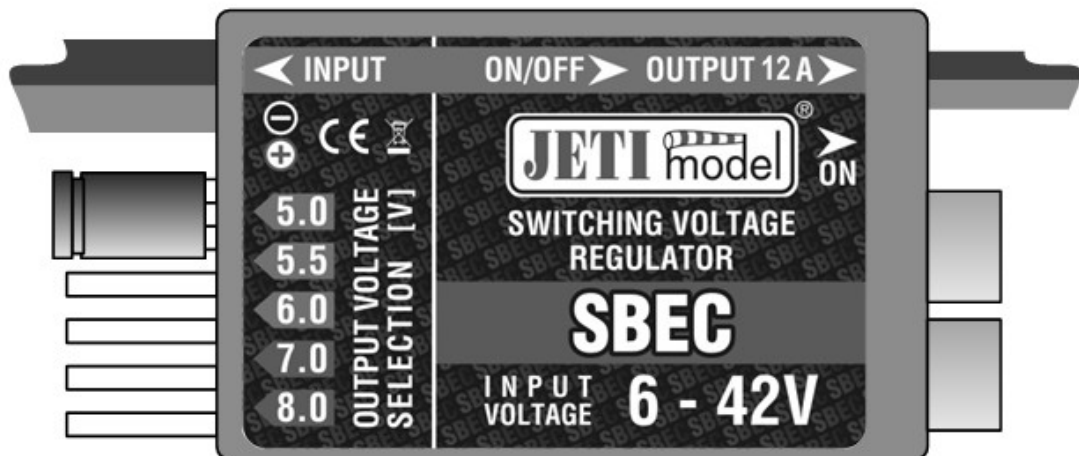 INPUT ON/OFF OUTPUT 12 A
CE
JETI model ®
ON
5.0
5.5
6.0
7.0
8.0
OUTPUT VOLTAGE
SELECTION [V]
SWITCHING VOLTAGE
REGULATOR
SBEC
INPUT
VOLTAGE 6 - 42V